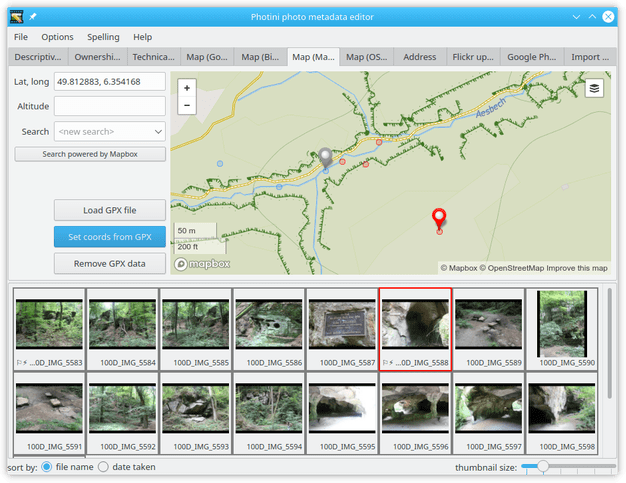 Photini photo metadata editor
File Options Spelling Help
Descriptiv... Ownershi... Technica... Map (Go... Map (Bi... Map (Ma... Map (OS... Address Flickr up... Google Ph... Import ...
Lat, long 49.812883, 6.354168
Altitude
Search <new search>
Search powered by Mapbox
Load GPX file
Set coords from GPX
Remove GPX data
+
−
Aesbech
50 m
200 ft
mapbox
© Mapbox © OpenStreetMap Improve this map
...0D_IMG_5583 100D_IMG_5584 100D_IMG_5585 100D_IMG_5586 100D_IMG_5587 ...0D_IMG_5588 100D_IMG_5589 100D_IMG_5590
100D_IMG_5591 100D_IMG_5592 100D_IMG_5593 100D_IMG_5594 100D_IMG_5595 100D_IMG_5596 100D_IMG_5597 100D_IMG_5598
sort by: file name date taken thumbnail size: